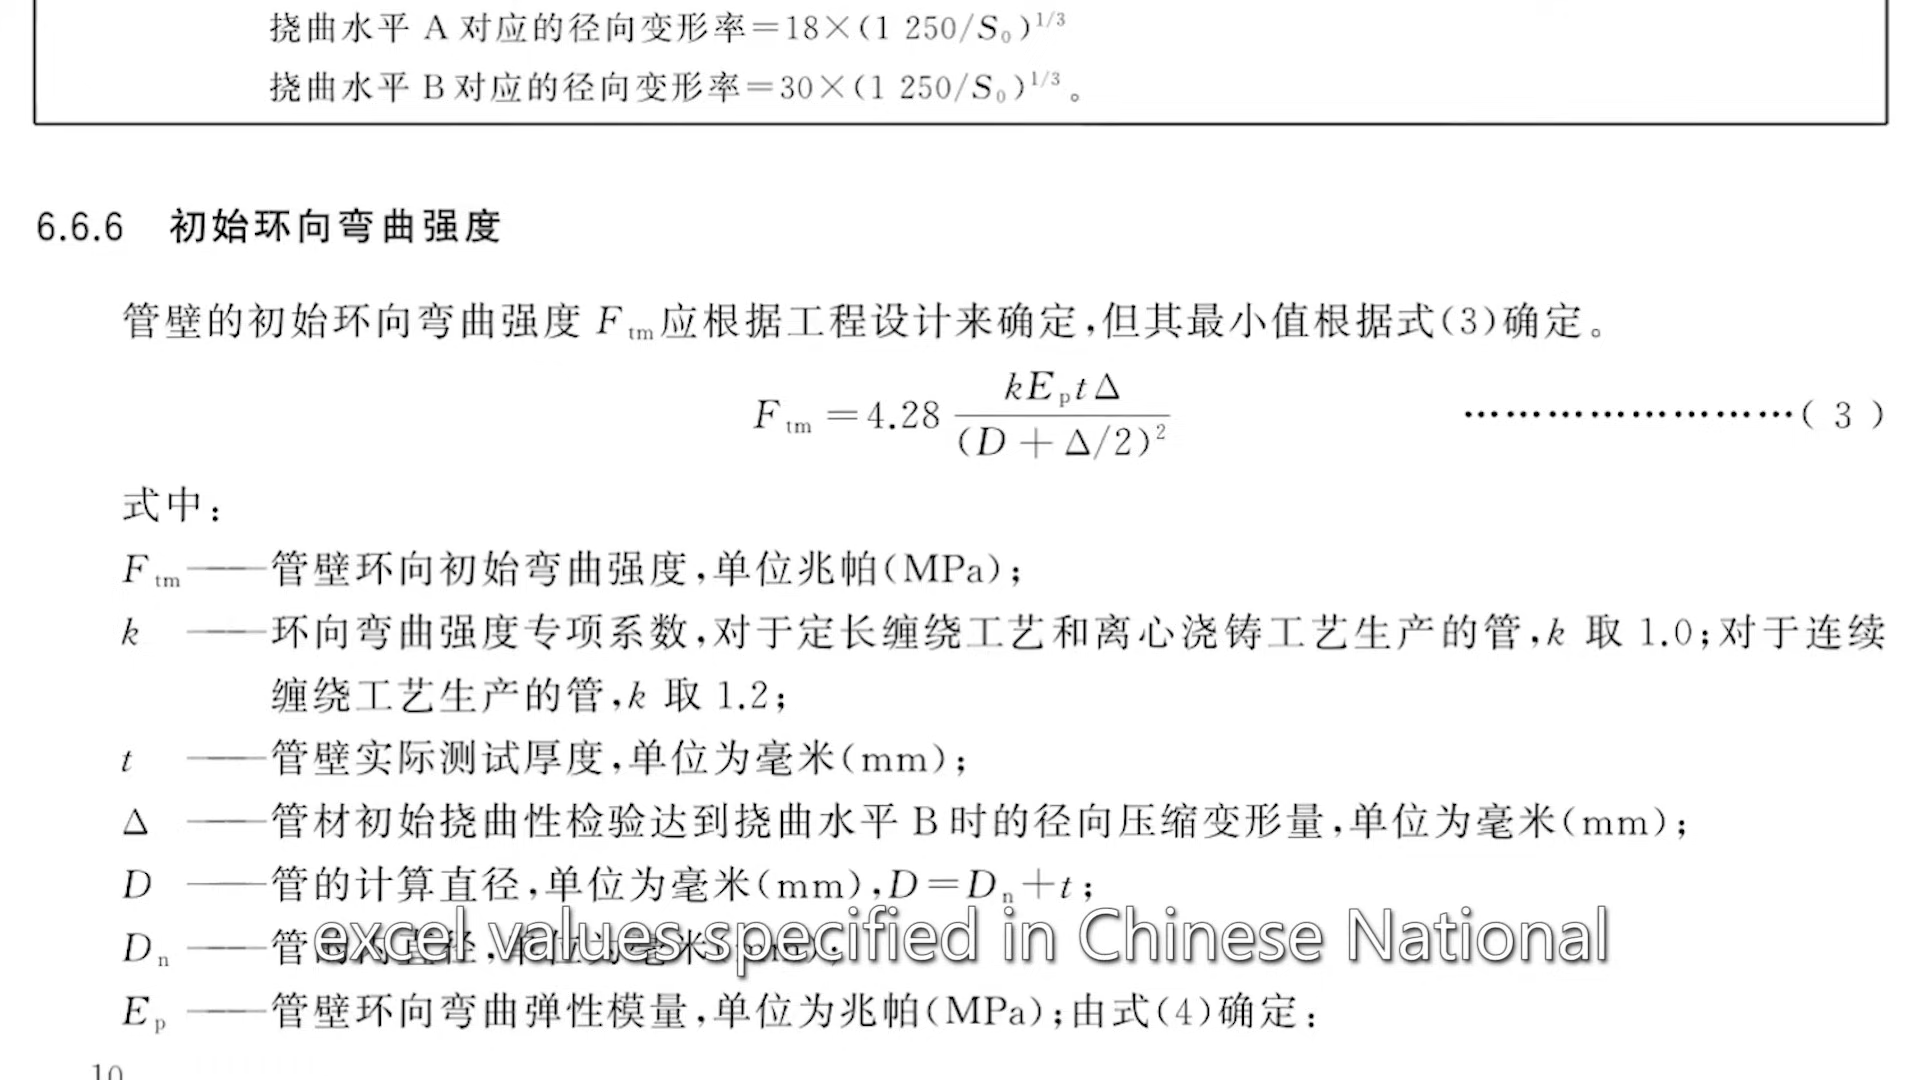 挠曲水平 A 对应的径向变形率=18×(1 250/S₀)^1/3
挠曲水平 B 对应的径向变形率=30×(1 250/S₀)^1/3。
6.6.6 初始环向弯曲强度
管壁的初始环向弯曲强度 F tm 应根据工程设计来确定,但其最小值根据式(3)确定。
F tm =4.28 kE p tΔ / (D + Δ/2)² ……………………( 3 )
式中:
F tm ——管壁环向初始弯曲强度,单位兆帕(MPa);
k ——环向弯曲强度专项系数,对于定长缠绕工艺和离心浇铸工艺生产的管,k 取 1.0;对于连续
缠绕工艺生产的管,k 取 1.2;
t ——管壁实际测试厚度,单位为毫米(mm);
Δ ——管材初始挠曲性检验达到挠曲水平 B 时的径向压缩变形量,单位为毫米(mm);
D ——管的计算直径,单位为毫米(mm),D=D n +t;
D n ——管
excel values specified in Chinese National
E p ——管壁环向弯曲弹性模量,单位为兆帕(MPa);由式(4)确定:
10